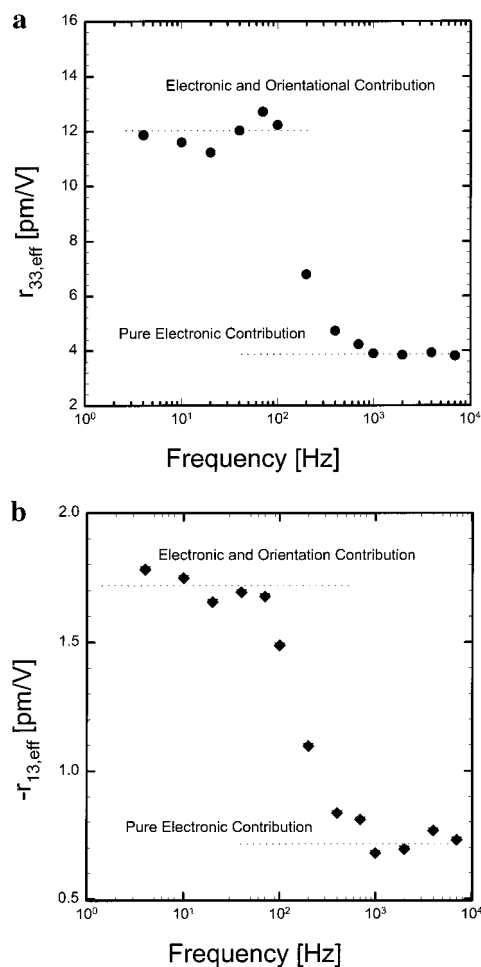 a
16
14
Electronic and Orientational Contribution
12
10
r33,eff [pm/V]
8
6
Pure Electronic Contribution
4
2
10⁰ 10¹ 10² 10³ 10⁴
Frequency [Hz]
b
2.0
Electronic and Orientation Contribution
1.5
-r13,eff [pm/V]
1.0
Pure Electronic Contribution
0.5
10⁰ 10¹ 10² 10³ 10⁴
Frequency [Hz]